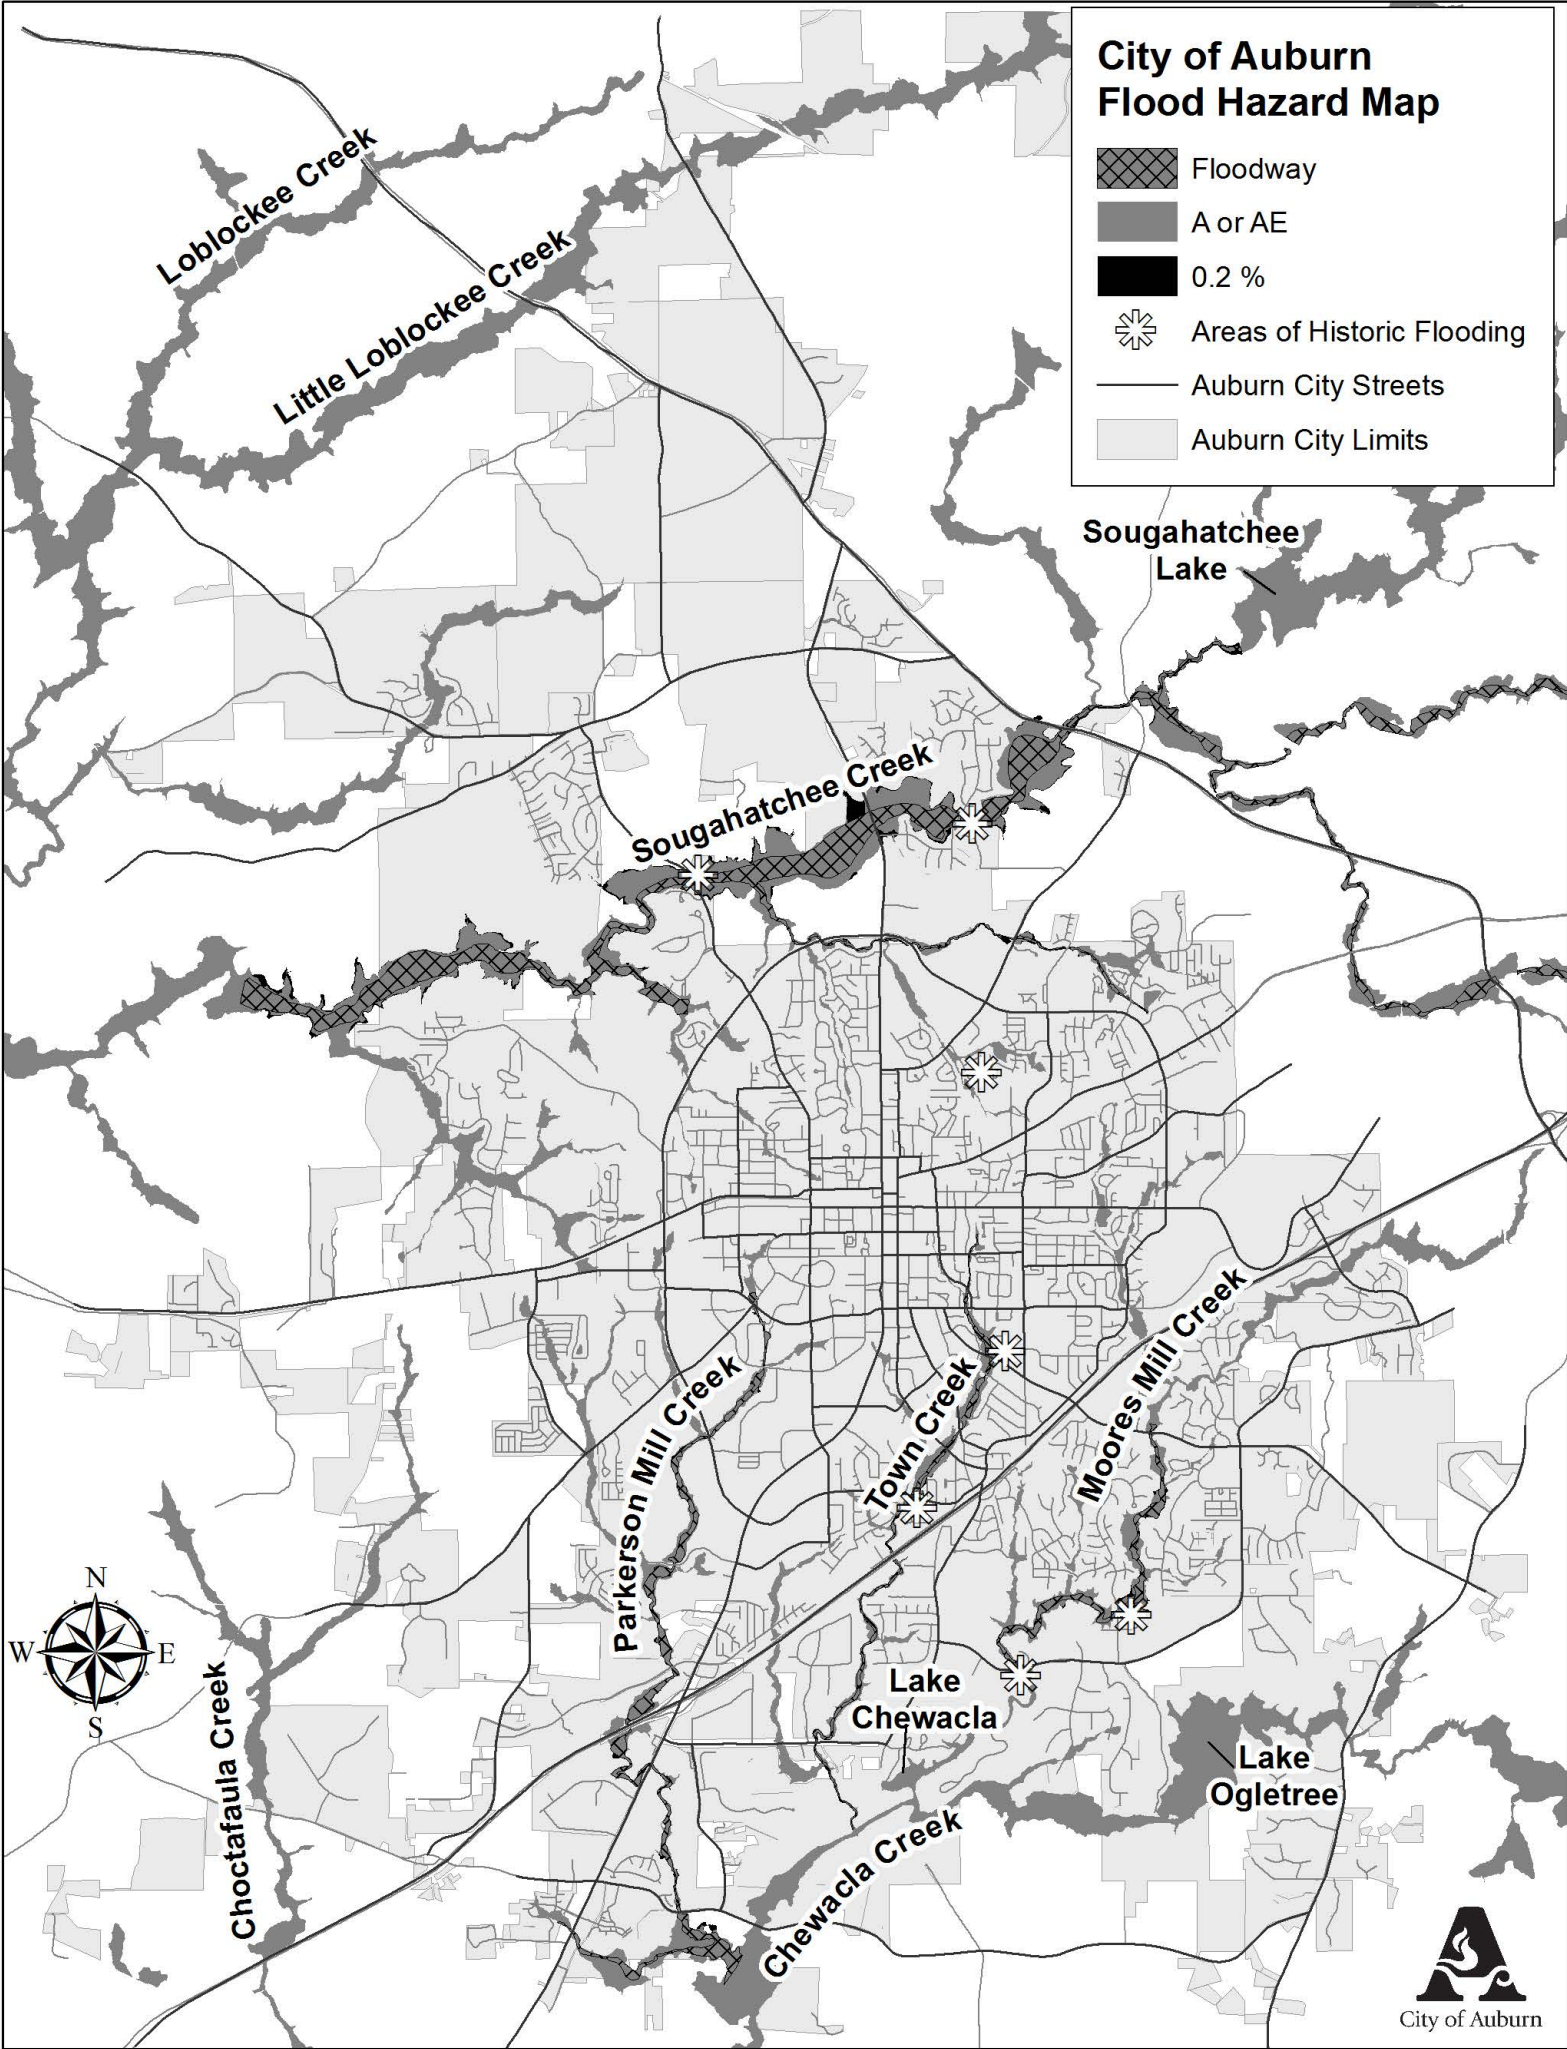 City of Auburn
Flood Hazard Map
Floodway
A or AE
0.2 %
Areas of Historic Flooding
Auburn City Streets
Auburn City Limits
Loblockee Creek
Little Loblockee Creek
Sougahatchee
Lake
Sougahatchee Creek
Parkerson Mill Creek
Town Creek
Moores Mill Creek
N
W
E
S
Choctafaula Creek
Lake
Chewacla
Lake
Ogletree
Chewacla Creek
City of Auburn